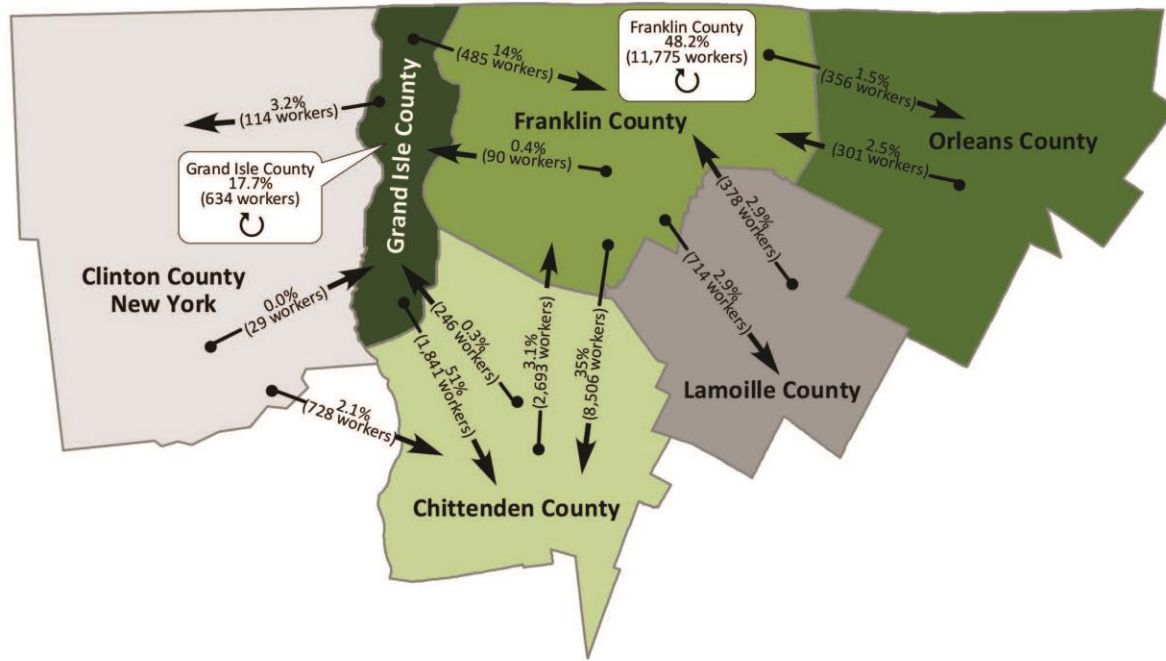 Franklin County
48.2%
(11,775 workers)
14%
(485 workers)
1.5%
(356 workers)
3.2%
(114 workers)
Franklin County
Orleans County
0.4%
(90 workers)
2.5%
(301 workers)
Grand Isle County
17.7%
(634 workers)
Grand Isle County
2.9%
(378 workers)
2.9%
(714 workers)
Clinton County
New York
0.0%
(29 workers)
0.3%
(246 workers)
51%
(1,841 workers)
3.1%
(2,693 workers)
35%
(8,506 workers)
Lamoille County
2.1%
(728 workers)
Chittenden County